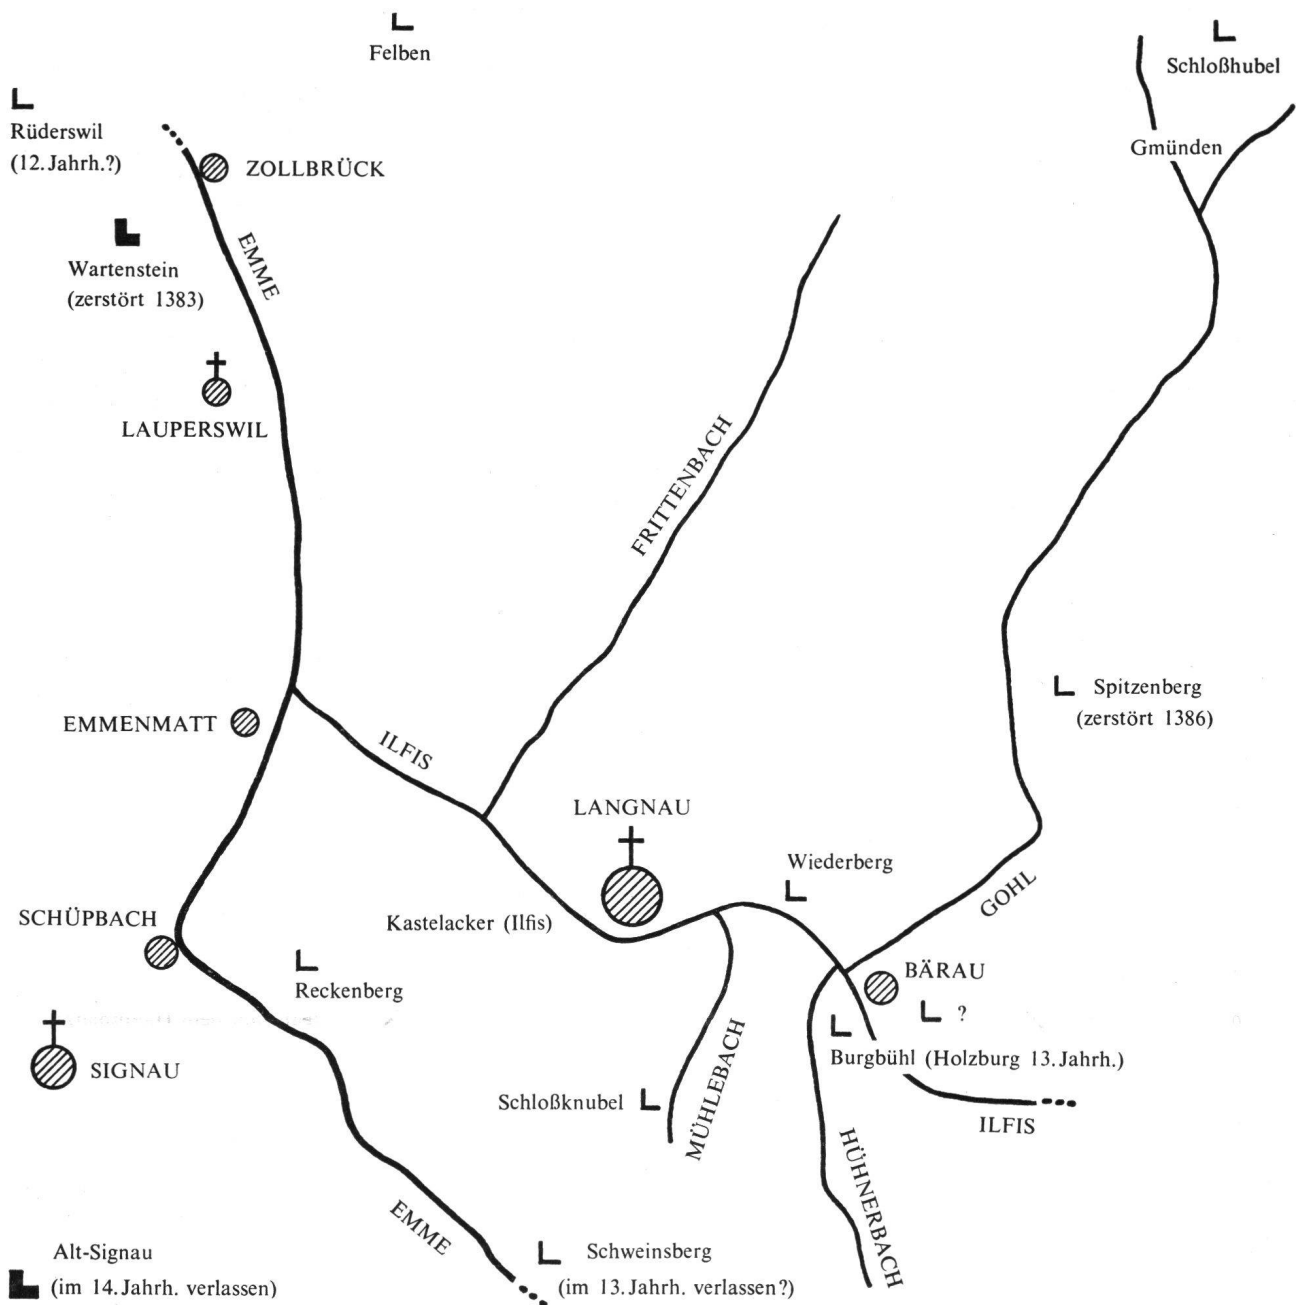 Felben
Schloßhubel
Rüderswil
(12. Jahrh.?)
Gmünden
ZOLLBRÜCK
EMME
Wartenstein
(zerstört 1383)
LAUPERSWIL
FRITTENBACH
Spitzenberg
(zerstört 1386)
EMMENMATT
ILFIS
LANGNAU
Wiederberg
GOHL
SCHÜPBACH
Kastelacker (Ilfis)
BÄRAU
Reckenberg
?
Burgbühl (Holzburg 13. Jahrh.)
SIGNAU
Schloßknubel
MÜHLEBACH
ILFIS
HÜHNERBACH
EMME
Alt-Signau
(im 14. Jahrh. verlassen)
Schweinsberg
(im 13. Jahrh. verlassen?)